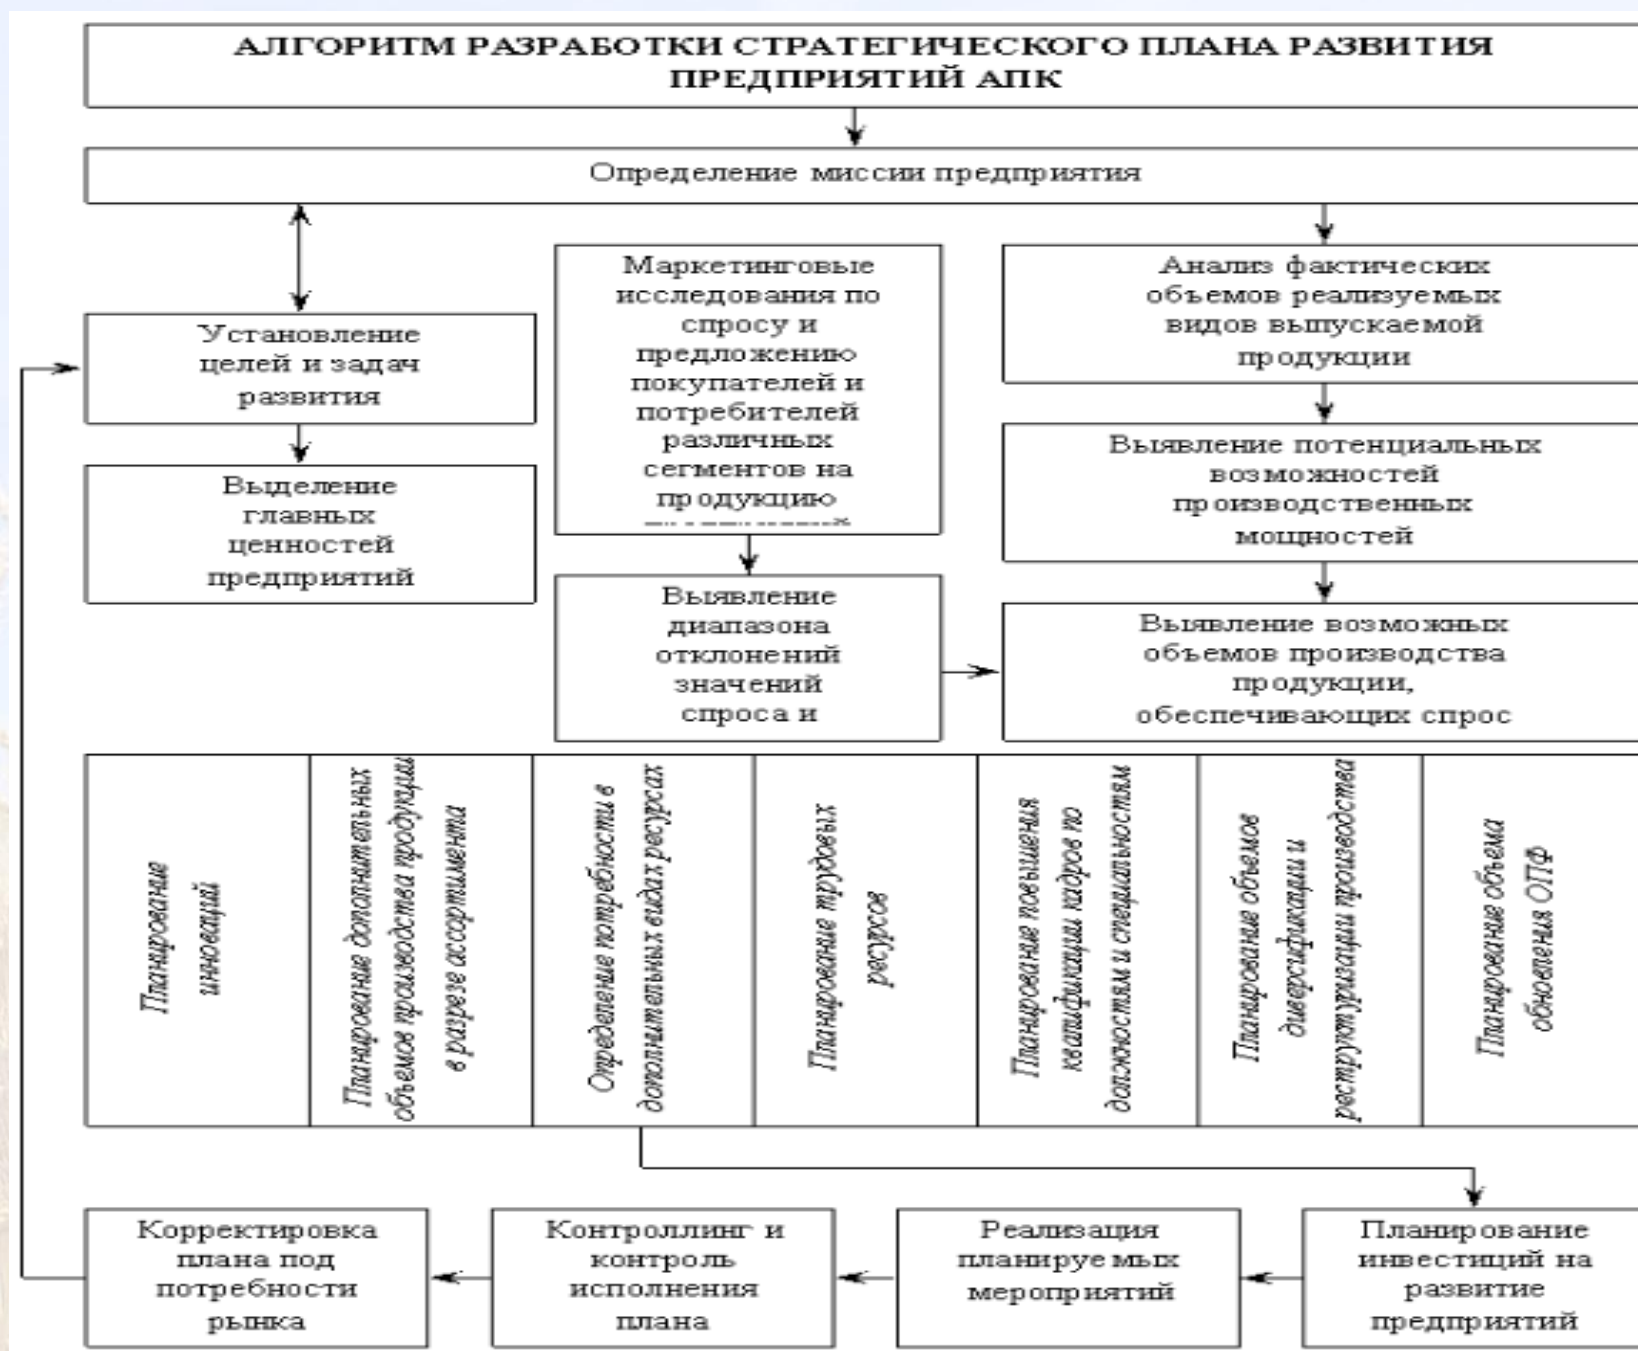 АЛГОРИТМ РАЗРАБОТКИ СТРАТЕГИЧЕСКОГО ПЛАНА РАЗВИТИЯ
ПРЕДПРИЯТИЙ АПК
Определение миссии предприятия
Установление
целей и задач
развития
Выделение
главных
ценностей
предприятий
Маркетинговые
исследования по
спросу и
предложению
покупателей и
потребителей
различных
сегментов на
продукцию
Выявление
диапазона
отклонений
значений
спроса и
Анализ фактических
объемов реализуемых
видов выпускаемой
продукции
Выявление потенциальных
возможностей
производственных
мощностей
Выявление возможных
объемов производства
продукции,
обеспечивающих спрос
Планирование
инноваций
Планирование дополнительных
объемов производства продукции
в разрезе ассортимента
Определение потребности в
дополнительных видах ресурсах
Планирование трудовых
ресурсов
Планирование повышения
квалификации кадров по
должностям и специальностям
Планирование объемов
диверсификации и
реструктуризации производства
Планирование объема
обновления ОПФ
Корректировка
плана под
потребности
рынка
Контроллинг и
контроль
исполнения
плана
Реализация
планируемых
мероприятий
Планирование
инвестиций на
развитие
предприятий